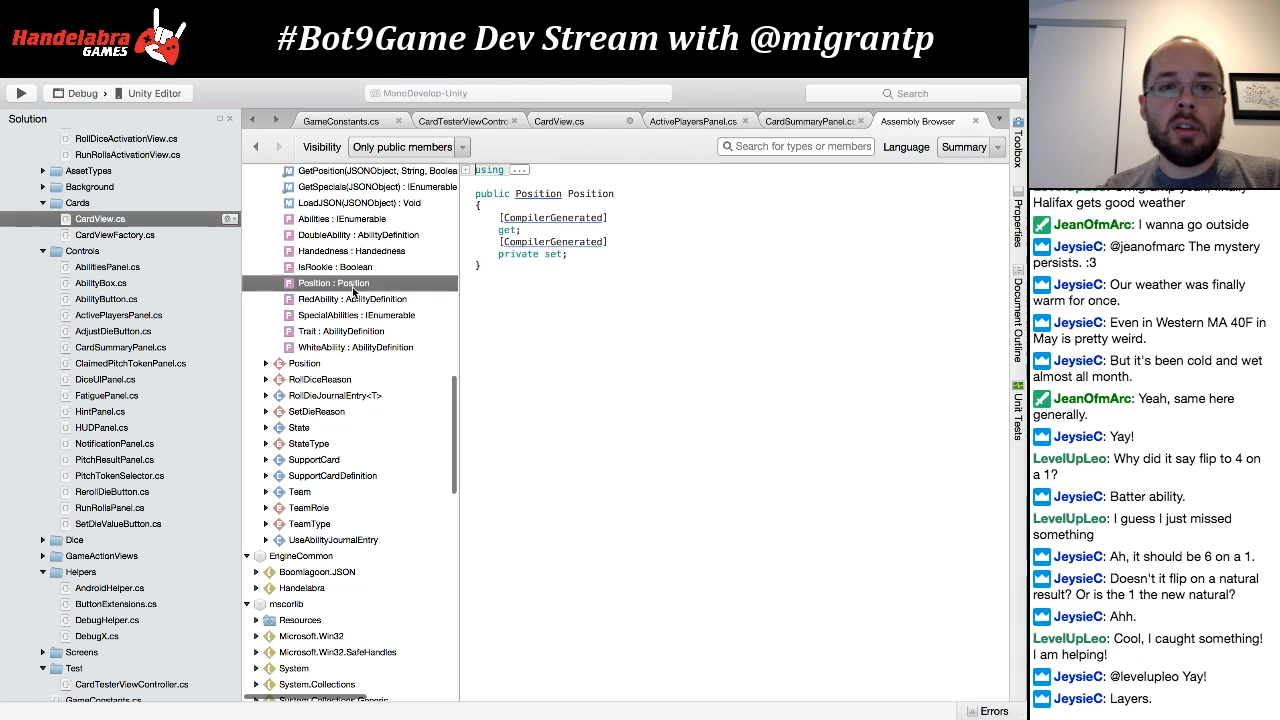 Handelabra
GAMES
#Bot9Game Dev Stream with @migrantp
Debug › Unity Editor
MonoDevelop-Unity
Search
Solution
RollDiceActivationView.cs
RunRollsActivationView.cs
AssetTypes
Background
Cards
CardView.cs
CardViewFactory.cs
Controls
AbilitiesPanel.cs
AbilityBox.cs
AbilityButton.cs
ActivePlayersPanel.cs
AdjustDieButton.cs
CardSummaryPanel.cs
ClaimedPitchTokenPanel.cs
DiceUIPanel.cs
FatiguePanel.cs
HintPanel.cs
HUDPanel.cs
NotificationPanel.cs
PitchResultPanel.cs
PitchTokenSelector.cs
RerollDieButton.cs
RunRollsPanel.cs
SetDieValueButton.cs
Dice
GameActionViews
Helpers
AndroidHelper.cs
ButtonExtensions.cs
DebugHelper.cs
DebugX.cs
Screens
Test
CardTesterViewController.cs
GameConstants.cs
GameConstants.cs
CardTesterViewContro
CardView.cs
ActivePlayersPanel.cs
CardSummaryPanel.c
Assembly Browser
Visibility Only public members
Search for types or members
Language Summary
GetPosition(JSONObject, String, Boolea
GetSpecials(JSONObject) : IEnumerable
LoadJSON(JSONObject) : Void
Abilities : IEnumerable
DoubleAbility : AbilityDefinition
Handedness : Handedness
IsRookie : Boolean
Position : Position
RedAbility : AbilityDefinition
SpecialAbilities : IEnumerable
Trait : AbilityDefinition
WhiteAbility : AbilityDefinition
Position
RollDiceReason
RollDieJournalEntry<T>
SetDieReason
State
StateType
SupportCard
SupportCardDefinition
Team
TeamRole
TeamType
UseAbilityJournalEntry
EngineCommon
Boomlagoon.JSON
Handelabra
mscorlib
Resources
Microsoft.Win32
Microsoft.Win32.SafeHandles
System
System.Collections
System.Collections.Generic
using ...
public Position Position
{
[CompilerGenerated]
get;
[CompilerGenerated]
private set;
}
Toolbox
Properties
Document Outline
Unit Tests
Errors
Halifax gets good weather
JeanOfmArc: I wanna go outside
JeysieC: @jeanofmarc The mystery
persists. :3
JeysieC: Our weather was finally
warm for once.
JeysieC: Even in Western MA 40F in
May is pretty weird.
JeysieC: But it's been cold and wet
almost all month.
JeanOfmArc: Yeah, same here
generally.
JeysieC: Yay!
LevelUpLeo: Why did it say flip to 4 on
a 1?
JeysieC: Batter ability.
LevelUpLeo: I guess I just missed
something
JeysieC: Ah, it should be 6 on a 1.
JeysieC: Doesn't it flip on a natural
result? Or is the 1 the new natural?
JeysieC: Ahh.
LevelUpLeo: Cool, I caught something!
I am helping!
JeysieC: @levelupleo Yay!
JeysieC: Layers.